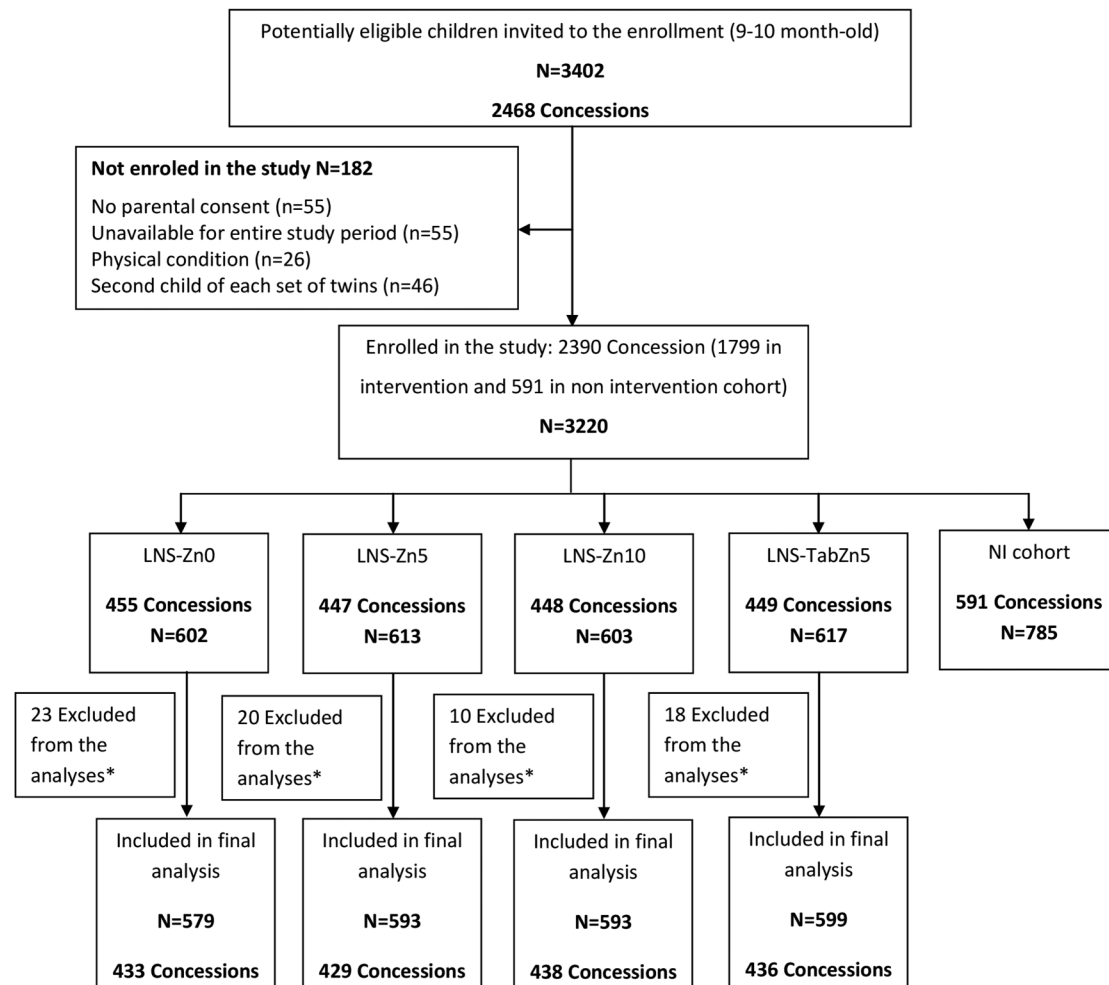 Potentially eligible children invited to the enrollment (9-10 month-old)
N=3402
2468 Concessions
Not enroled in the study N=182
No parental consent (n=55)
Unavailable for entire study period (n=55)
Physical condition (n=26)
Second child of each set of twins (n=46)
Enrolled in the study: 2390 Concession (1799 in
intervention and 591 in non intervention cohort)
N=3220
LNS-Zn0
455 Concessions
N=602
LNS-Zn5
447 Concessions
N=613
LNS-Zn10
448 Concessions
N=603
LNS-TabZn5
449 Concessions
N=617
NI cohort
591 Concessions
N=785
23 Excluded
from the
analyses*
20 Excluded
from the
analyses*
10 Excluded
from the
analyses*
18 Excluded
from the
analyses*
Included in final
analysis
N=579
433 Concessions
Included in final
analysis
N=593
429 Concessions
Included in final
analysis
N=593
438 Concessions
Included in final
analysis
N=599
436 Concessions